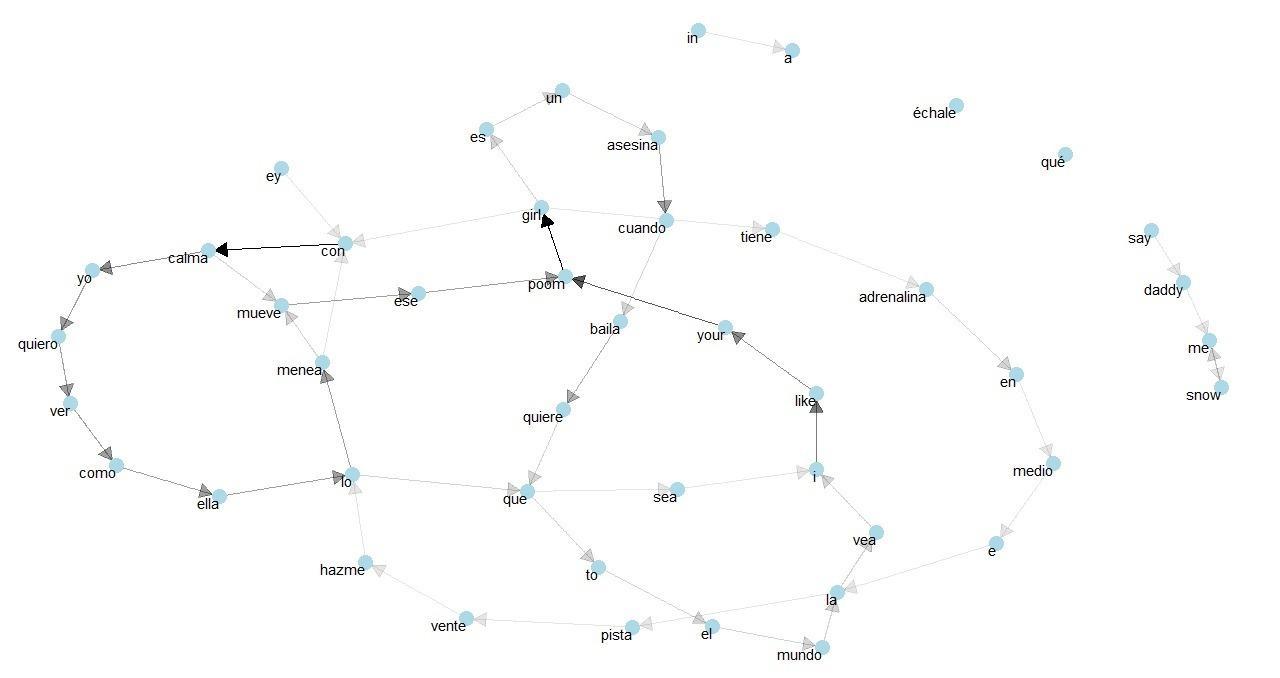 in
a
un
échale
es
asesina
qué
ey
girl
cuando
tiene
say
con
calma
yo
poom
daddy
mueve
ese
adrenalina
baila
your
quiero
me
menea
en
snow
ver
quiere
like
como
lo
i
medio
ella
que
sea
vea
e
hazme
to
la
vente
pista
el
mundo